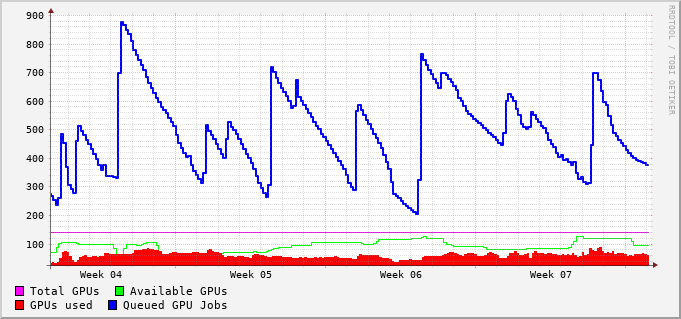 900
800
700
600
500
400
300
200
100
Week 04 Week 05 Week 06 Week 07
Total GPUs Available GPUs
GPUs used Queued GPU Jobs
RRDTOOL / TOBI OETIKER